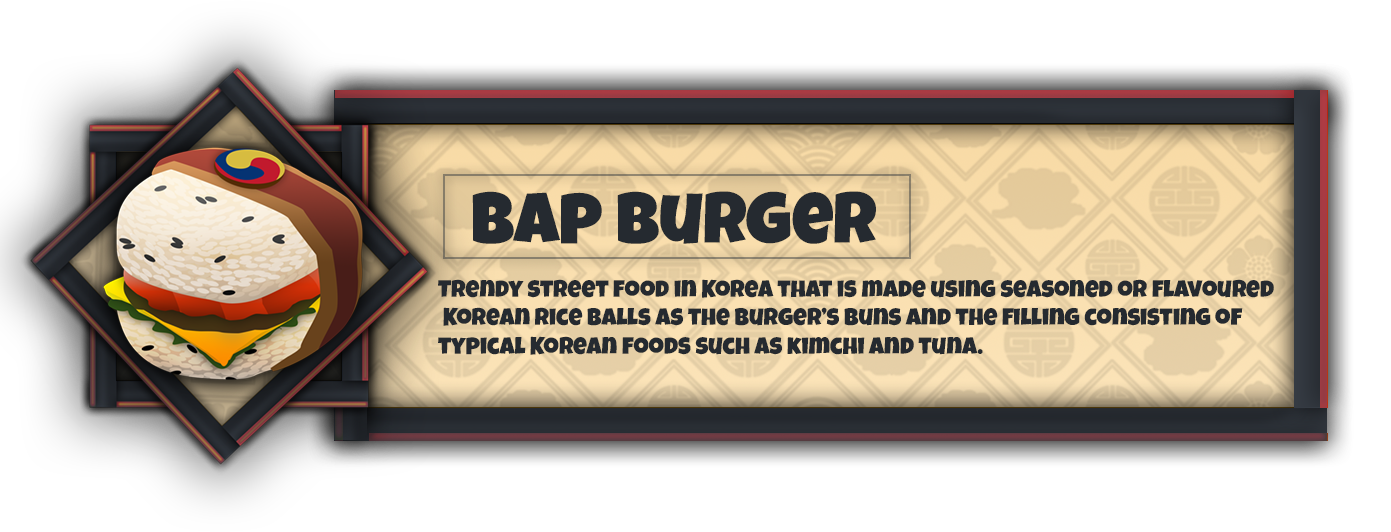 BAP BURGER
TRENDY STREET FOOD IN KOREA THAT IS MADE USING SEASONED OR FLAVOURED
KOREAN RICE BALLS AS THE BURGER'S BUNS AND THE FILLING CONSISTING OF
TYPICAL KOREAN FOODS SUCH AS KIMCHI AND TUNA.